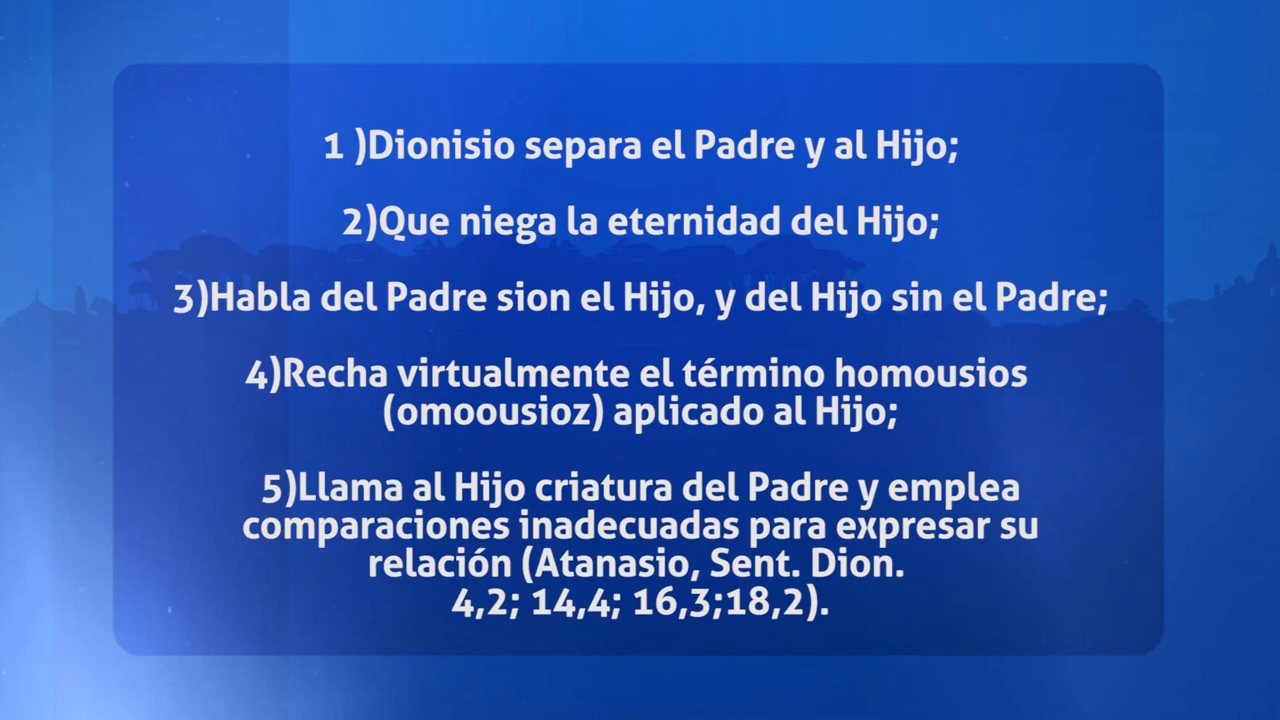 1 )Dionisio separa el Padre y al Hijo;
2)Que niega la eternidad del Hijo;
3)Habla del Padre sion el Hijo, y del Hijo sin el Padre;
4)Recha virtualmente el término homousios
(omoousioz) aplicado al Hijo;
5)Llama al Hijo criatura del Padre y emplea
comparaciones inadecuadas para expresar su
relación (Atanasio, Sent. Dion.
4,2; 14,4; 16,3;18,2).